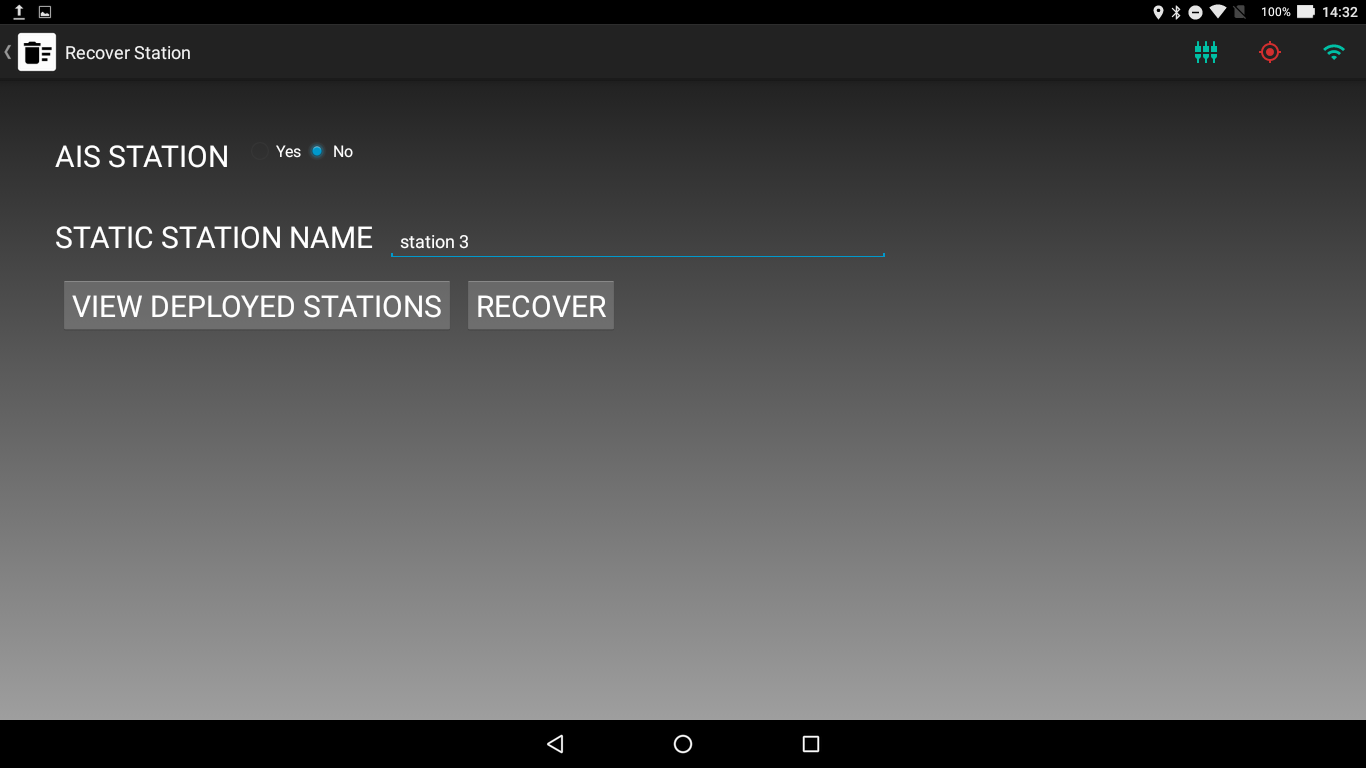 100% 14:32
Recover Station
AIS STATION Yes No
STATIC STATION NAME station 3
VIEW DEPLOYED STATIONS RECOVER